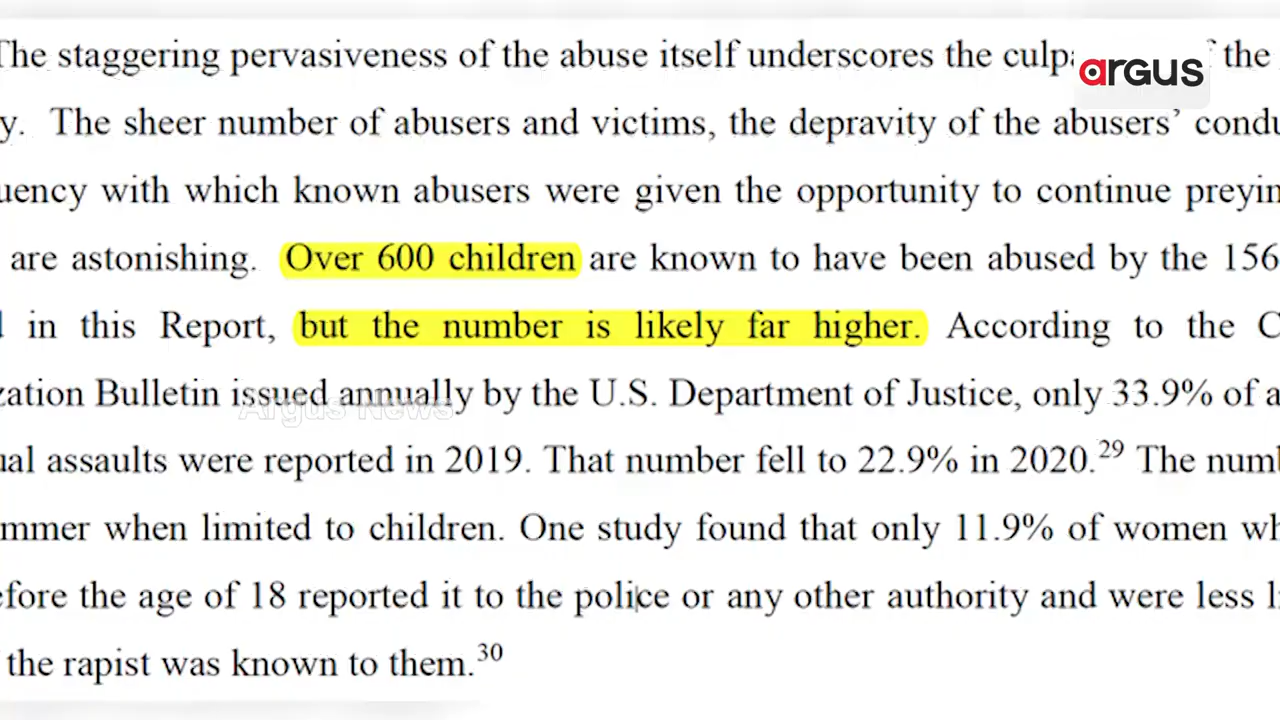 The staggering pervasiveness of the abuse itself underscores the of the
argus
y. The sheer number of abusers and victims, the depravity of the abusers' condu
uency with which known abusers were given the opportunity to continue preyin
are astonishing. Over 600 children are known to have been abused by the 156
in this Report, but the number is likely far higher. According to the C
zation Bulletin issued annually by the U.S. Department of Justice, only 33.9% of a
Argus News
ual assaults were reported in 2019. That number fell to 22.9% in 2020.29 The numb
mmer when limited to children. One study found that only 11.9% of women wh
efore the age of 18 reported it to the police or any other authority and were less li
the rapist was known to them.30